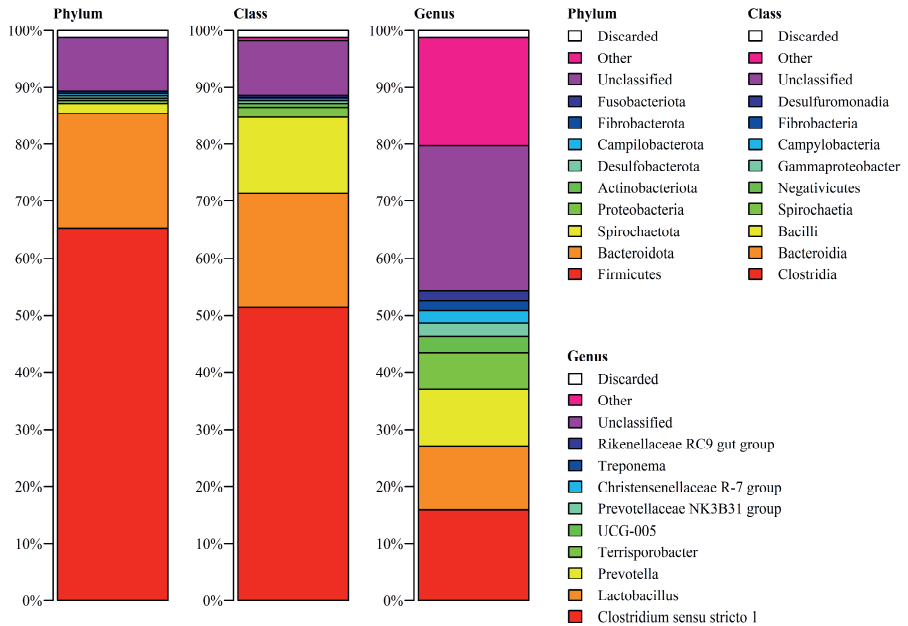 Phylum
100%
90%
80%
70%
60%
50%
40%
30%
20%
10%
0%
Class
100%
90%
80%
70%
60%
50%
40%
30%
20%
10%
0%
Genus
100%
90%
80%
70%
60%
50%
40%
30%
20%
10%
0%
Phylum
Discarded
Other
Unclassified
Fusobacteriota
Fibrobacterota
Campilobacterota
Desulfobacterota
Actinobacteriota
Proteobacteria
Spirochaetota
Bacteroidota
Firmicutes
Class
Discarded
Other
Unclassified
Desulfuromonadia
Fibrobacteria
Campylobacteria
Gammaproteobacter
Negativicutes
Spirochaetia
Bacilli
Bacteroidia
Clostridia
Genus
Discarded
Other
Unclassified
Rikenellaceae RC9 gut group
Treponema
Christensenellaceae R-7 group
Prevotellaceae NK3B31 group
UCG-005
Terrisporobacter
Prevotella
Lactobacillus
Clostridium sensu stricto 1